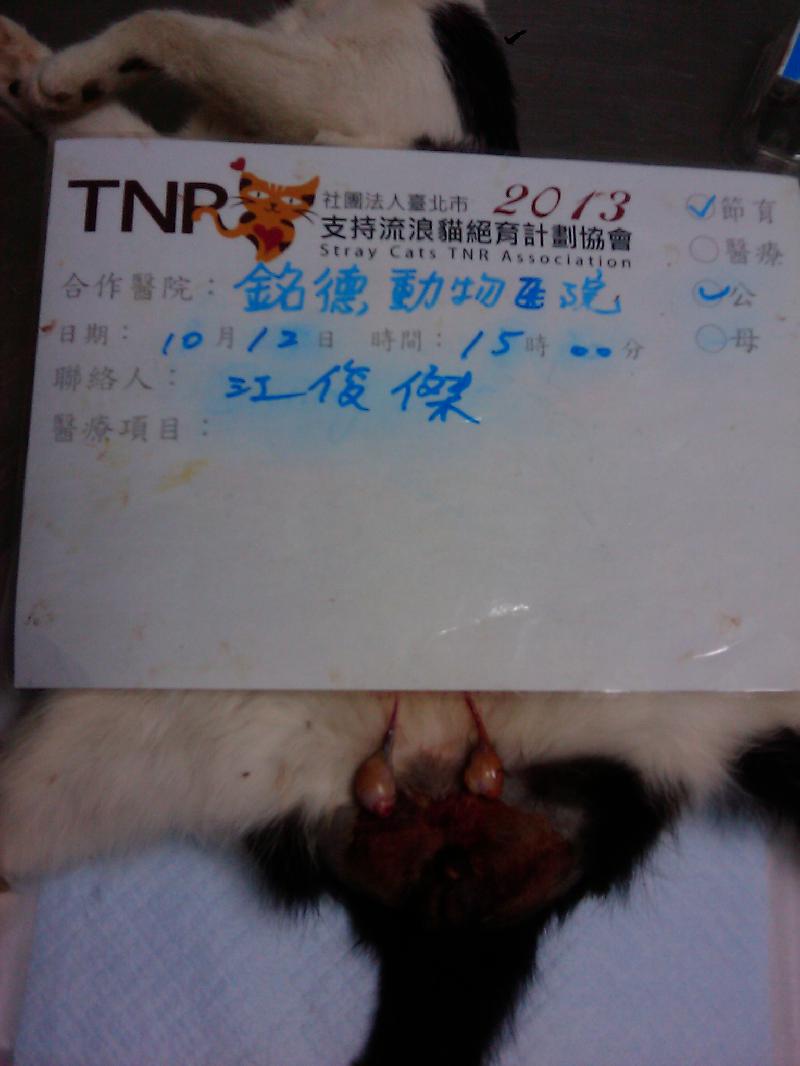 TNR 社團法人臺北市 2013
支持流浪貓絕育計劃協會
Stray Cats TNR Association
節育
醫療
公
母
合作醫院：銘德動物醫院
日期：10月12日 時間：15時00分
聯絡人：江俊傑
醫療項目：